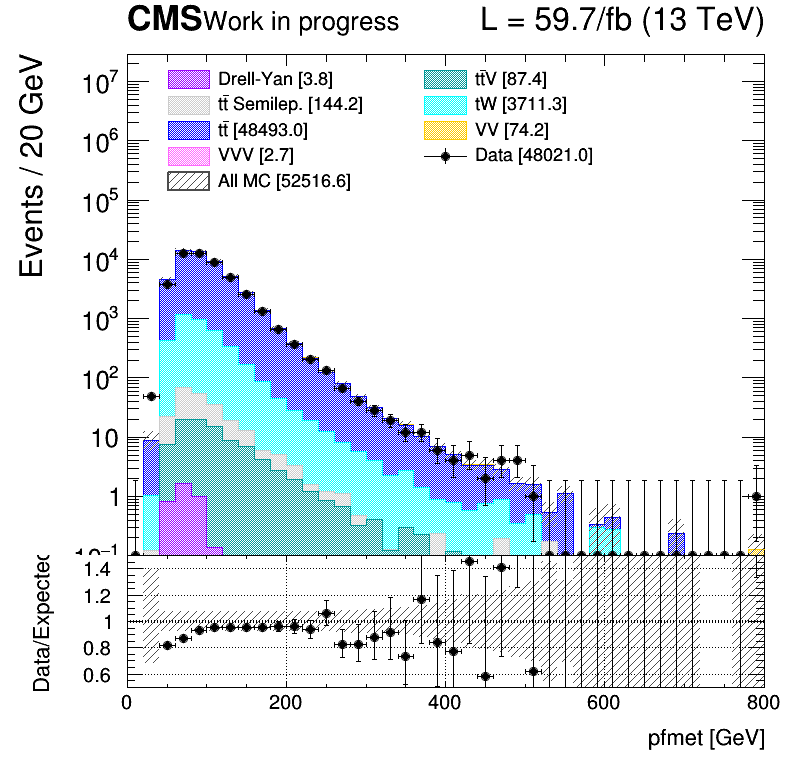 CMS Work in progress L = 59.7/fb (13 TeV)
Events / 20 GeV
10⁷
10⁶
10⁵
10⁴
10³
10²
10
1
10⁻¹
Drell-Yan [3.8]
tt̄ Semilep. [144.2]
tt̄ [48493.0]
VVV [2.7]
All MC [52516.6]
tt̄V [87.4]
tW [3711.3]
VV [74.2]
Data [48021.0]
Data/Expected
1.4
1.2
1
0.8
0.6
0 200 400 600 800
pfmet [GeV]